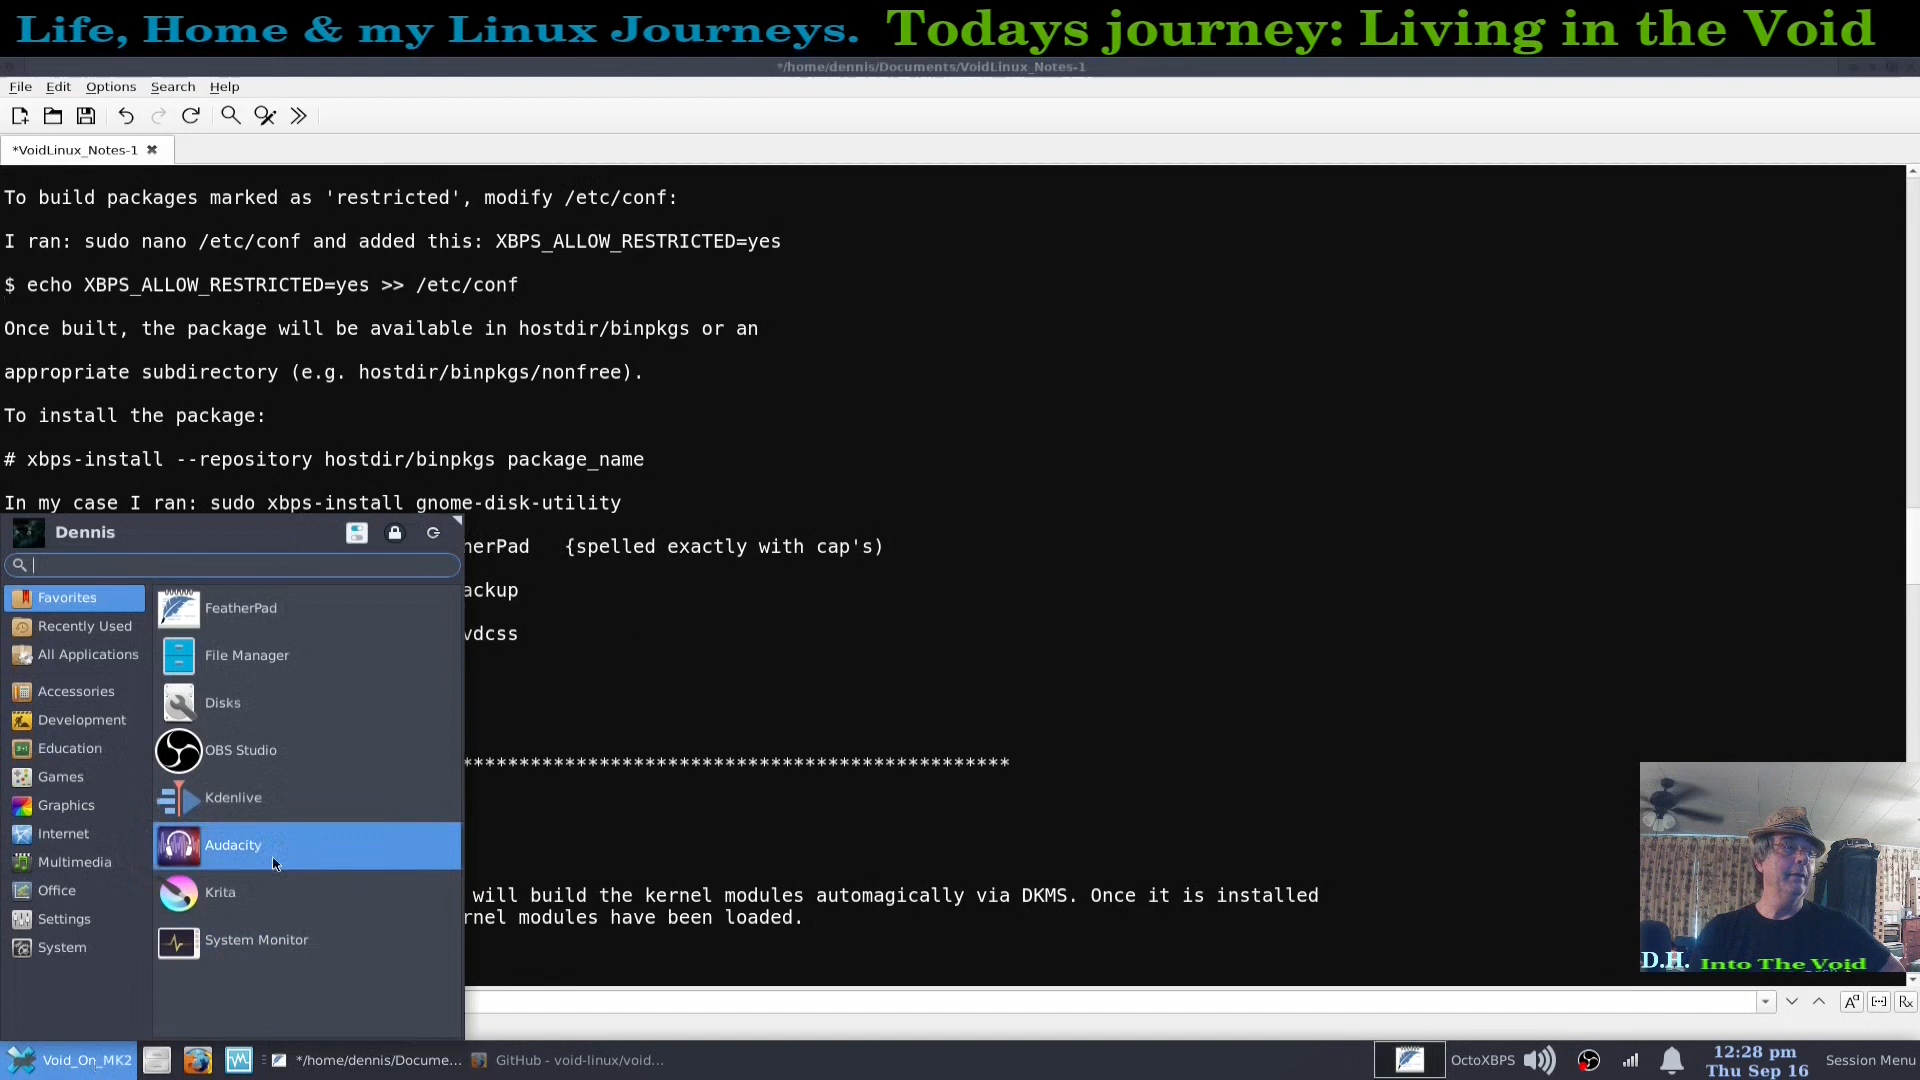 Life, Home & my Linux Journeys. Todays journey: Living in the Void
*/home/dennis/Documents/VoidLinux_Notes-1
File Edit Options Search Help
*VoidLinux_Notes-1
To build packages marked as 'restricted', modify /etc/conf:
I ran: sudo nano /etc/conf and added this: XBPS_ALLOW_RESTRICTED=yes
$ echo XBPS_ALLOW_RESTRICTED=yes >> /etc/conf
Once built, the package will be available in hostdir/binpkgs or an
appropriate subdirectory (e.g. hostdir/binpkgs/nonfree).
To install the package:
# xbps-install --repository hostdir/binpkgs package_name
In my case I ran: sudo xbps-install gnome-disk-utility
herPad {spelled exactly with cap's)
ackup
vdcss
************************************************
will build the kernel modules automagically via DKMS. Once it is installed
rnel modules have been loaded.
Dennis
Favorites
Recently Used
All Applications
Accessories
Development
Education
Games
Graphics
Internet
Multimedia
Office
Settings
System
FeatherPad
File Manager
Disks
OBS Studio
Kdenlive
Audacity
Krita
System Monitor
D.H. Into The Void
Void_On_MK2
*/home/dennis/Docume...
GitHub - void-linux/void...
OctoXBPS
12:28 pm
Thu Sep 16
Session Menu